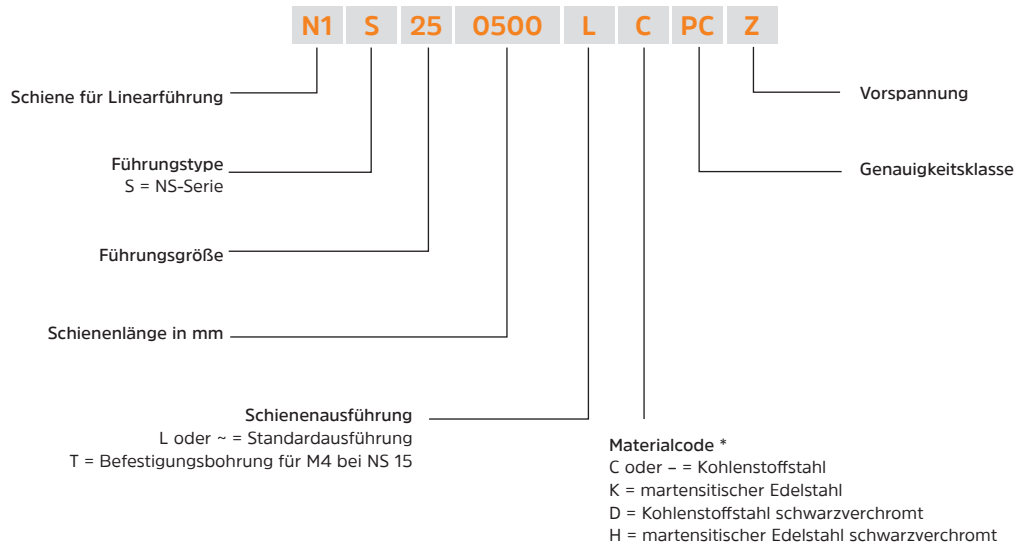 N1 S 25 0500 L C PC Z
Schiene für Linearführung
Vorspannung
Führungstype
S = NS-Serie
Genauigkeitsklasse
Führungsgröße
Schienenlänge in mm
Schienenausführung
L oder ~ = Standardausführung
T = Befestigungsbohrung für M4 bei NS 15
Materialcode *
C oder – = Kohlenstoffstahl
K = martensitischer Edelstahl
D = Kohlenstoffstahl schwarzverchromt
H = martensitischer Edelstahl schwarzverchromt